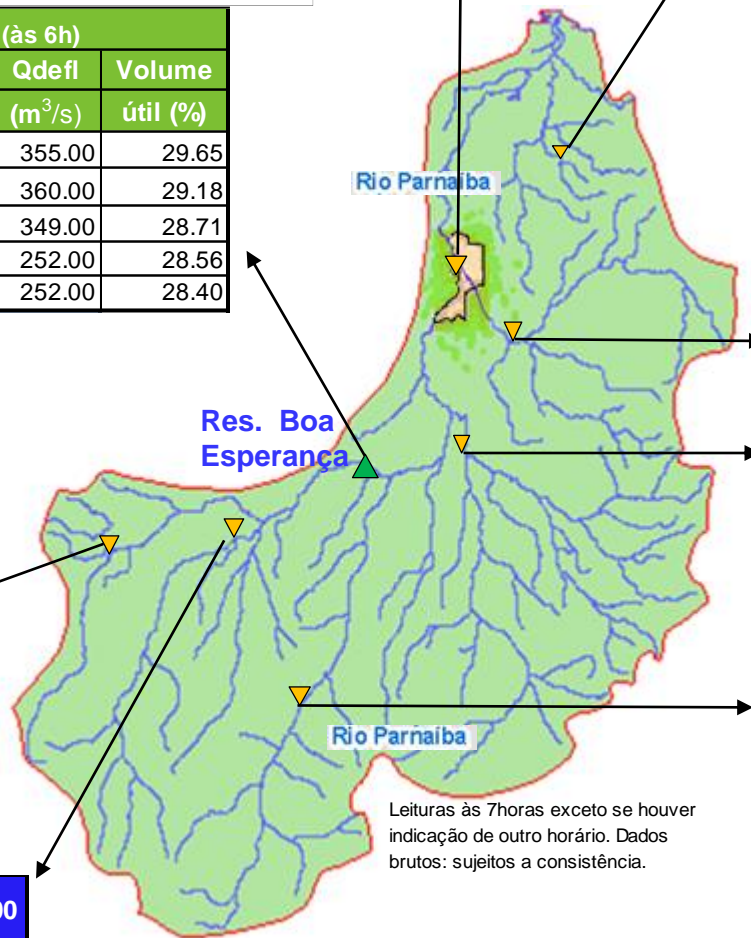 (às 6h)
Qdefl Volume
(m³/s) útil (%)
355.00 29.65
360.00 29.18
349.00 28.71
252.00 28.56
252.00 28.40
Rio Parnaiba
Res. Boa
Esperança
Rio Parnaiba
Leituras às 7horas exceto se houver
indicação de outro horário. Dados
brutos: sujeitos a consistência.